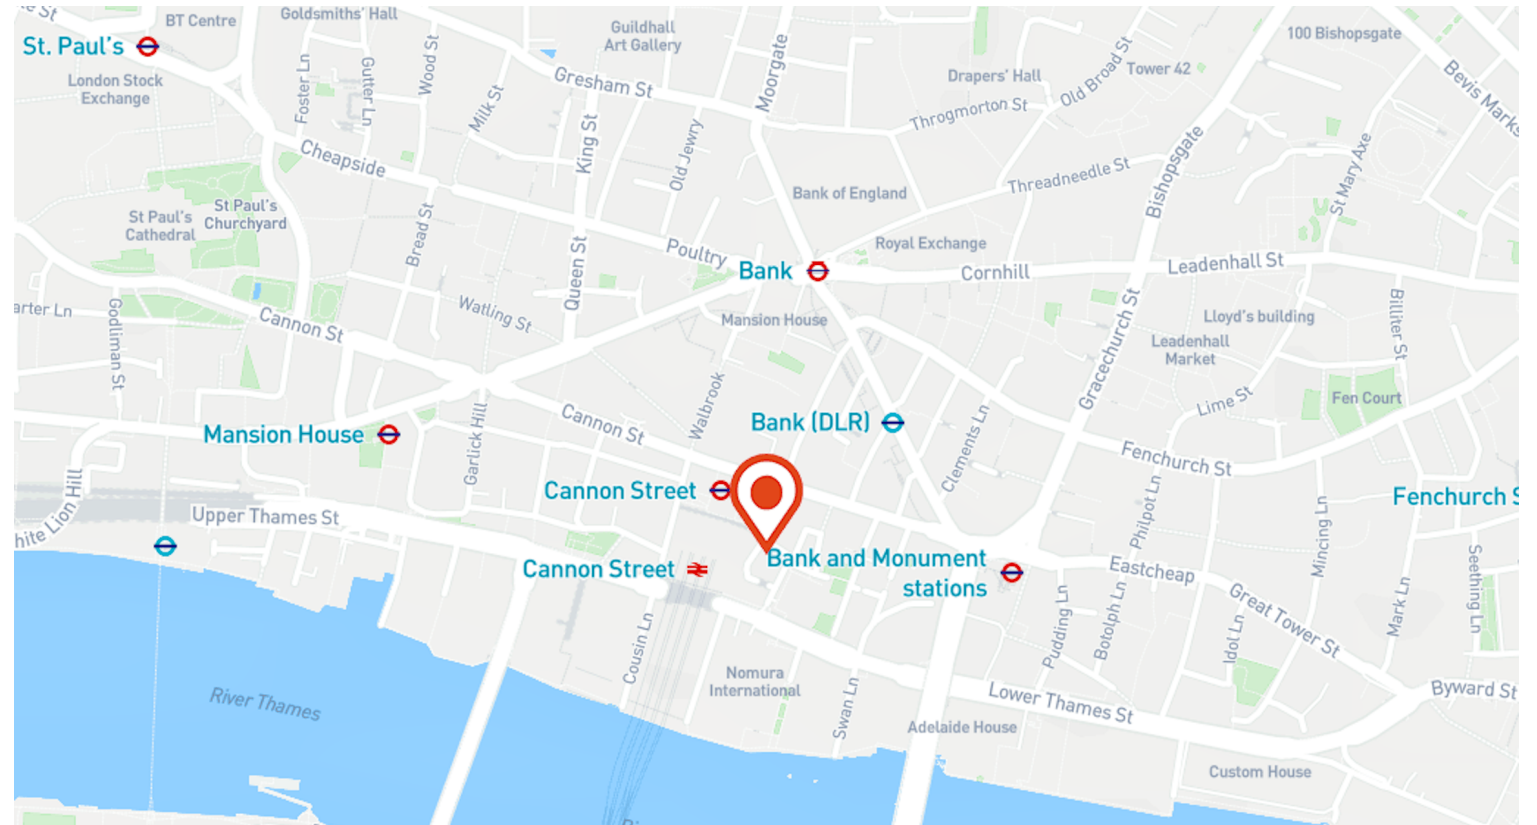 le St
BT Centre
Goldsmiths' Hall
Guildhall
Art Gallery
100 Bishopsgate
St. Paul's
London Stock
Exchange
Foster Ln
Gutter Ln
Wood St
Milk St
Gresham St
Moorgate
Drapers' Hall
Old Broad St
Tower 42
Bevis Marks
Throgmorton St
King St
Old Jewry
Cheapside
Bank of England
Threadneedle St
Bishopsgate
St Mary Axe
St Paul's
Cathedral
St Paul's
Churchyard
Bread St
Queen St
Poultry
Royal Exchange
Bank
Cornhill
Leadenhall St
arter Ln
Godliman St
Cannon St
Watling St
Mansion House
Gracechurch St
Lloyd's building
Leadenhall
Market
Billiter St
Walbrook
Lime St
Fen Court
Cannon St
Bank (DLR)
Clements Ln
Mansion House
Garlick Hill
Fenchurch St
hite Lion Hill
Cannon Street
Philpot Ln
Mincing Ln
Fenchurch S
Upper Thames St
Cannon Street
Bank and Monument
stations
Eastcheap
Seething Ln
Great Tower St
Pudding Ln
Botolph Ln
Idol Ln
Mark Ln
Cousin Ln
Nomura
International
Swan Ln
River Thames
Lower Thames St
Byward St
Adelaide House
Custom House